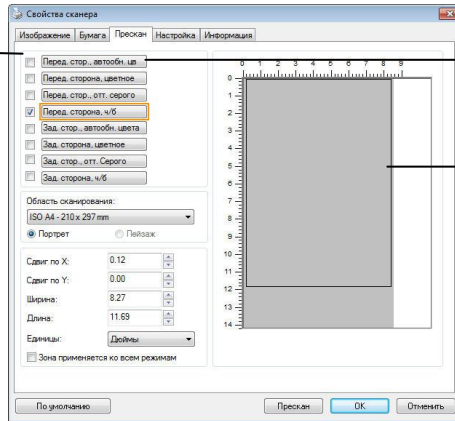 Свойства сканера
Изображение Бумага Прескан Настройка Информация
Перед. стор., автообн. цв
Перед. сторона, цветное
Перед. стор., отт. серого
Перед. сторона, ч/б
Зад. стор., автообн. цвета
Зад. сторона, цветное
Зад. стор., отт. Серого
Зад. сторона, ч/б
Область сканирования:
ISO A4 - 210 x 297 mm
Портрет Пейзаж
Сдвиг по X: 0.12
Сдвиг по Y: 0.00
Ширина: 8.27
Длина: 11.69
Единицы: Дюймы
Зона применяется ко всем режимам
0 1 2 3 4 5 6 7 8 9
0
1
2
3
4
5
6
7
8
9
10
11
12
13
14
По умолчанию Прескан OK Отменить